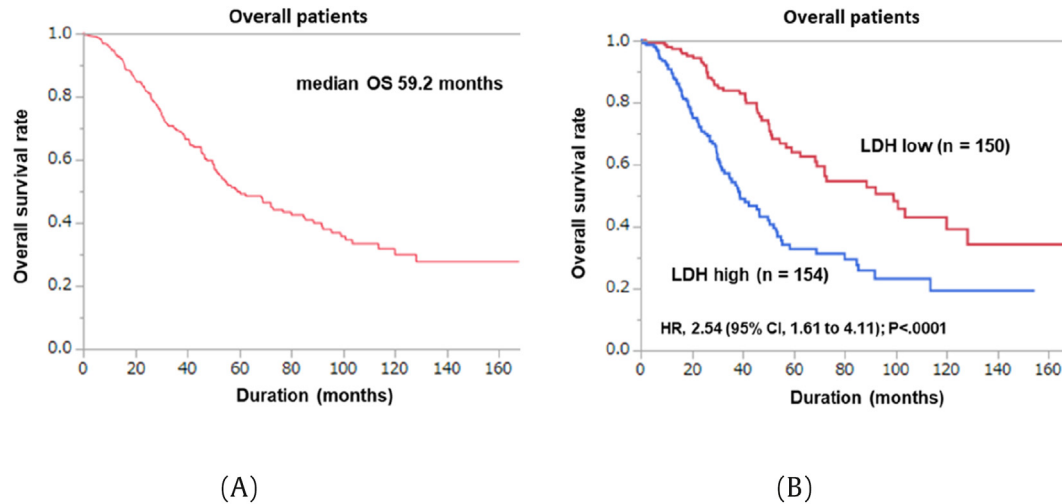 Overall patients
1.0
median OS 59.2 months
0.8
0.6
0.4
0.2
0.0
Overall survival rate
0 20 40 60 80 100 120 140 160
Duration (months)
(A)
Overall patients
1.0
0.8
LDH low (n = 150)
0.6
0.4
LDH high (n = 154)
0.2
HR, 2.54 (95% CI, 1.61 to 4.11); P<.0001
0.0
Overall survival rate
0 20 40 60 80 100 120 140 160
Duration (months)
(B)